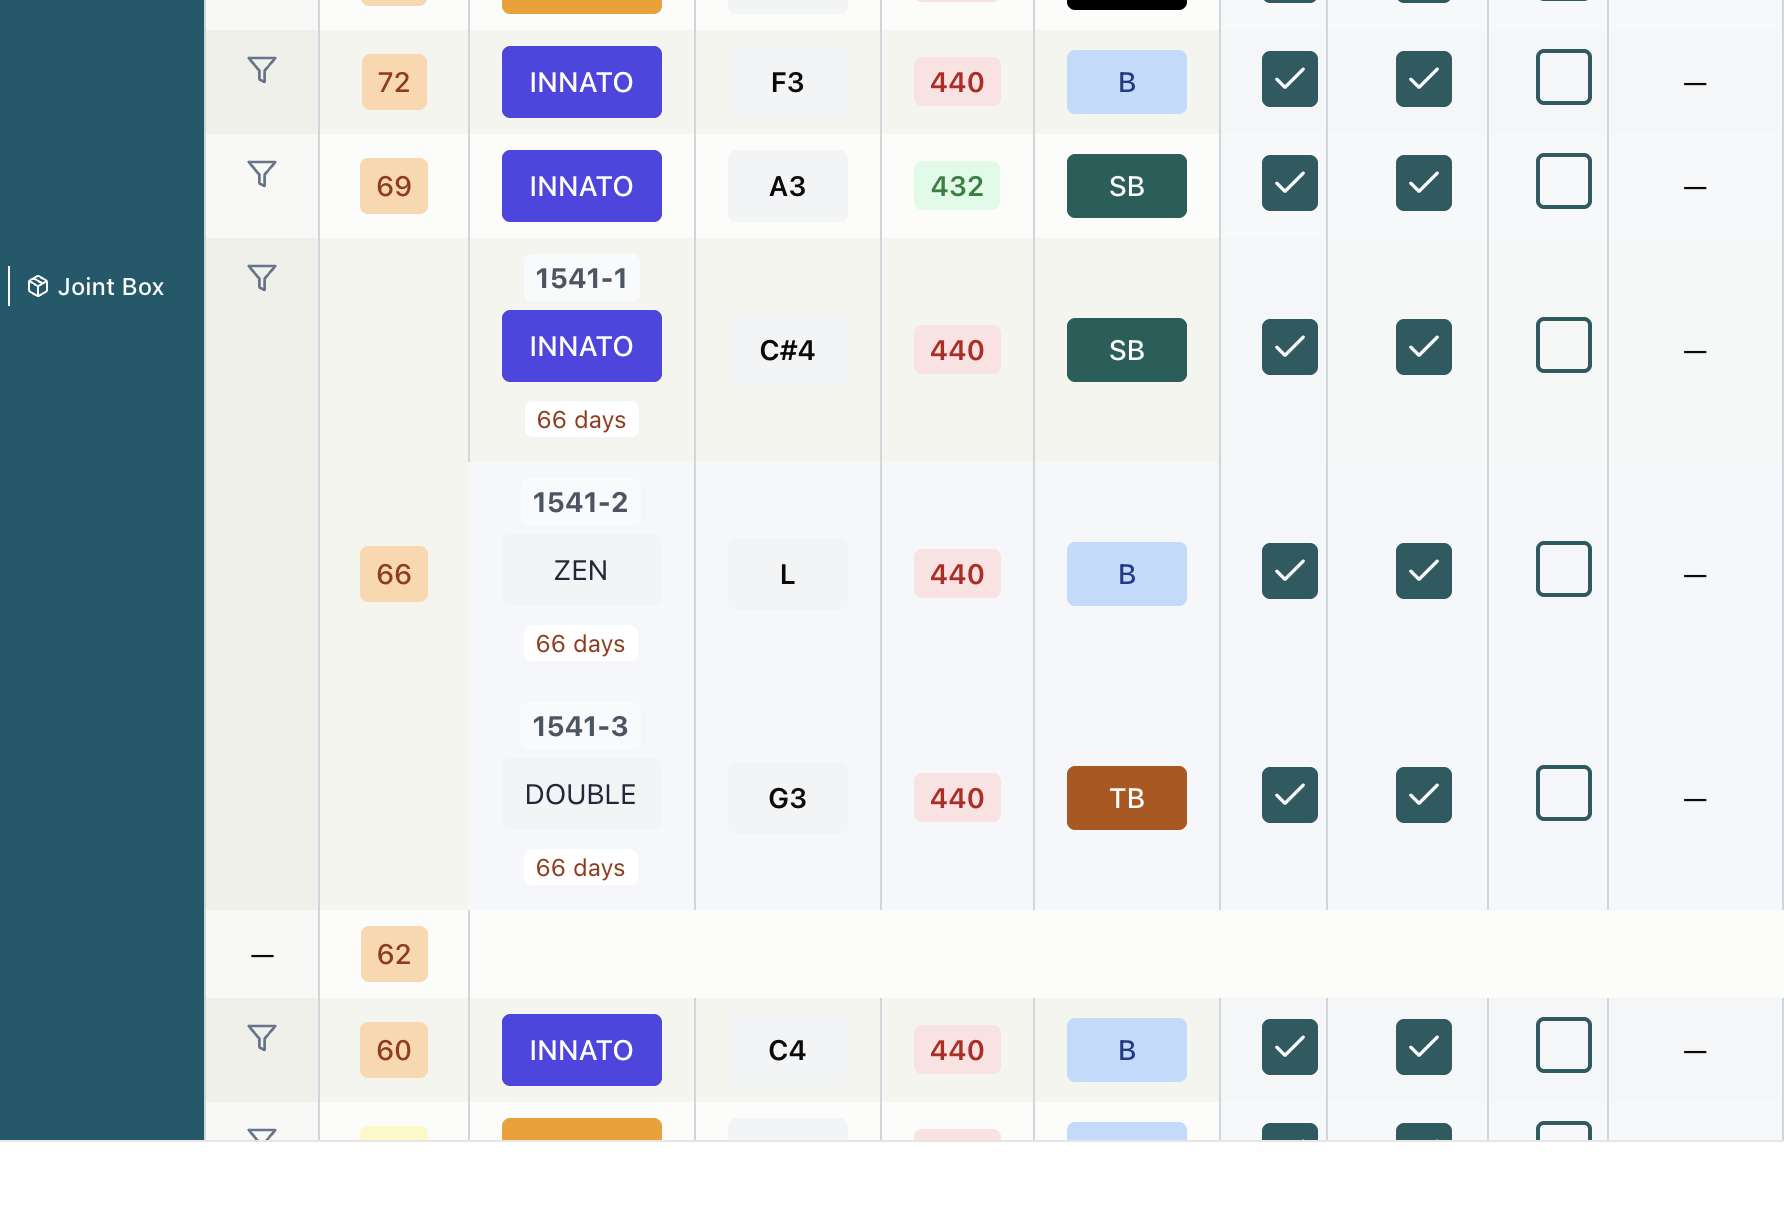 72 INNATO F3 440 B —
69 INNATO A3 432 SB —
Joint Box
1541-1
INNATO C#4 440 SB —
66 days
1541-2
66 ZEN L 440 B —
66 days
1541-3
DOUBLE G3 440 TB —
66 days
— 62
60 INNATO C4 440 B —